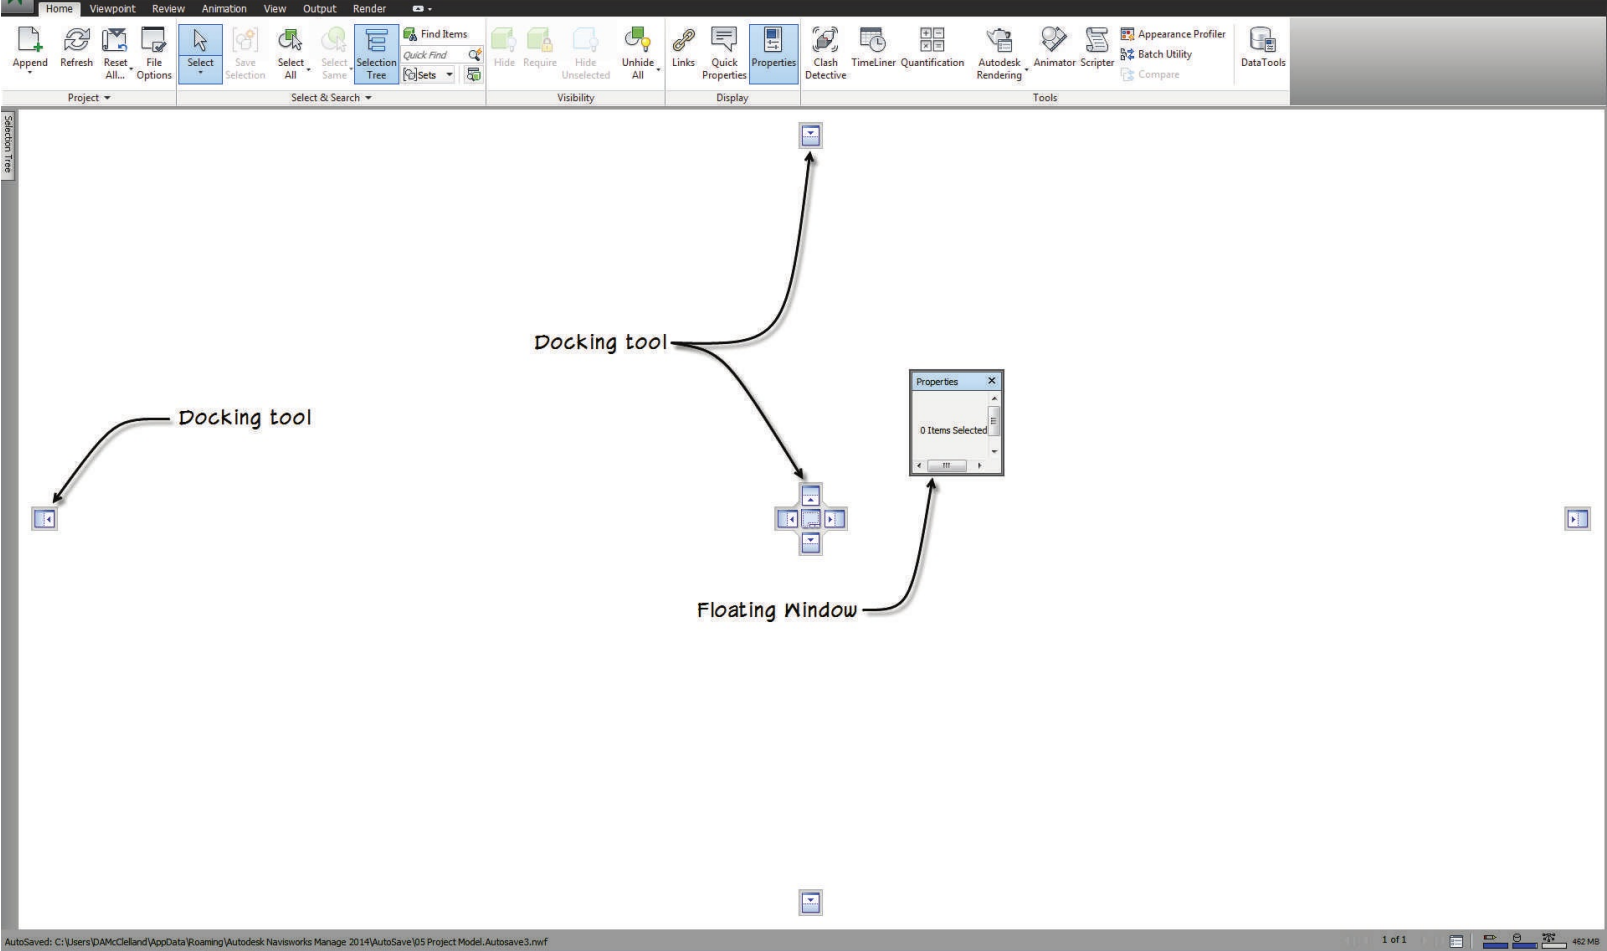 Home Viewpoint Review Animation View Output Render
Append
Refresh
Reset All...
File Options
Select
Save Selection
Select All
Select Same
Selection Tree
Find Items
Quick Find
Sets
Hide
Require
Hide Unselected
Unhide All
Links
Quick Properties
Properties
Clash Detective
TimeLiner
Quantification
Autodesk Rendering
Animator
Scripter
Appearance Profiler
Batch Utility
Compare
DataTools
Project
Select & Search
Visibility
Display
Tools
Selection Tree
Docking tool
Properties
0 Items Selected
Docking tool
Floating Window
AutoSaved: C:\Users\DAMcClelland\AppData\Roaming\Autodesk Navisworks Manage 2014\AutoSave\05 Project Model.Autosave3.nwf
1 of 1
462 MB